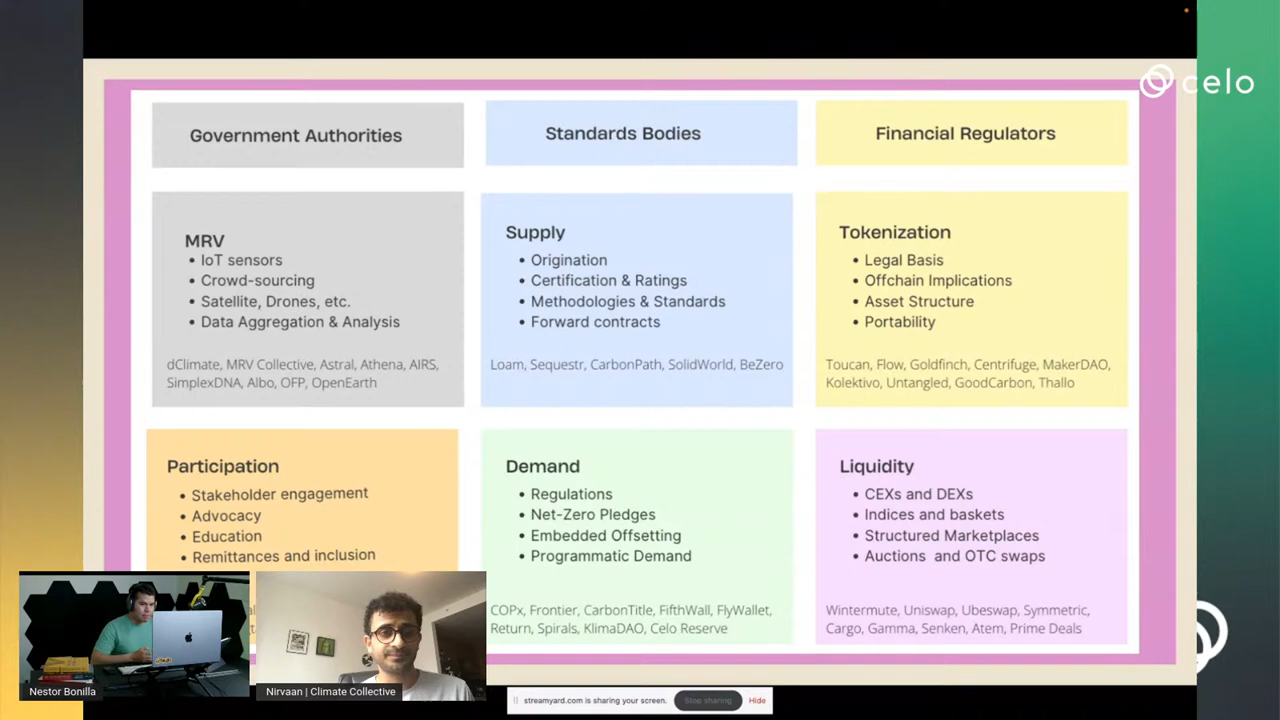 celo
Government Authorities
Standards Bodies
Financial Regulators
MRV
• IoT sensors
• Crowd-sourcing
• Satellite, Drones, etc.
• Data Aggregation & Analysis
dClimate, MRV Collective, Astral, Athena, AIRS,
SimplexDNA, Albo, OFP, OpenEarth
Supply
• Origination
• Certification & Ratings
• Methodologies & Standards
• Forward contracts
Loam, Sequestr, CarbonPath, SolidWorld, BeZero
Tokenization
• Legal Basis
• Offchain Implications
• Asset Structure
• Portability
Toucan, Flow, Goldfinch, Centrifuge, MakerDAO,
Kolektivo, Untangled, GoodCarbon, Thallo
Participation
• Stakeholder engagement
• Advocacy
• Education
• Remittances and inclusion
Demand
• Regulations
• Net-Zero Pledges
• Embedded Offsetting
• Programmatic Demand
COPx, Frontier, CarbonTitle, FifthWall, FlyWallet,
Return, Spirals, KlimaDAO, Celo Reserve
Liquidity
• CEXs and DEXs
• Indices and baskets
• Structured Marketplaces
• Auctions and OTC swaps
Wintermute, Uniswap, Ubeswap, Symmetric,
Cargo, Gamma, Senken, Atem, Prime Deals
Nestor Bonilla
Nirvaan | Climate Collective
streamyard.com is sharing your screen.
Stop sharing
Hide